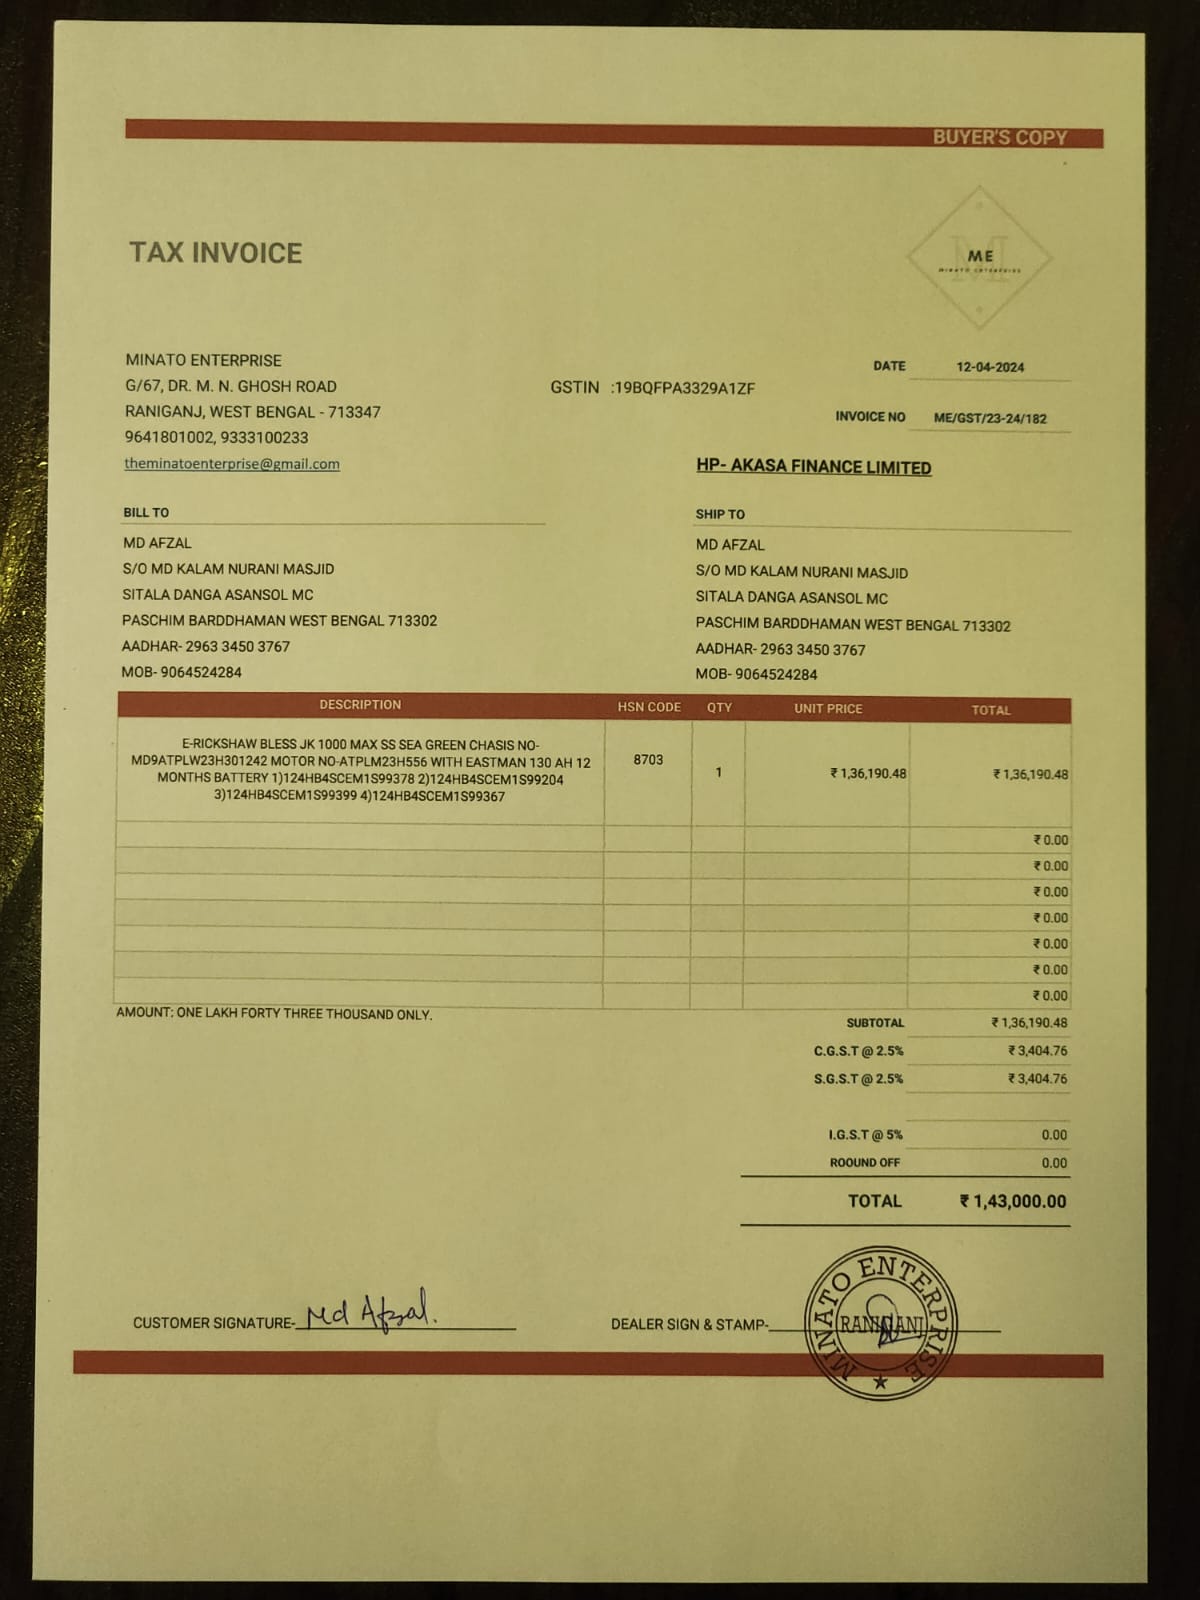 BUYER'S COPY
TAX INVOICE
ME
MINATO ENTERPRISE
MINATO ENTERPRISE
G/67, DR. M. N. GHOSH ROAD
RANIGANJ, WEST BENGAL - 713347
9641801002, 9333100233
theminatoenterprise@gmail.com
GSTIN :19BQFPA3329A1ZF
DATE 12-04-2024
INVOICE NO ME/GST/23-24/182
HP- AKASA FINANCE LIMITED
BILL TO
MD AFZAL
S/O MD KALAM NURANI MASJID
SITALA DANGA ASANSOL MC
PASCHIM BARDDHAMAN WEST BENGAL 713302
AADHAR- 2963 3450 3767
MOB- 9064524284
SHIP TO
MD AFZAL
S/O MD KALAM NURANI MASJID
SITALA DANGA ASANSOL MC
PASCHIM BARDDHAMAN WEST BENGAL 713302
AADHAR- 2963 3450 3767
MOB- 9064524284
DESCRIPTION HSN CODE QTY UNIT PRICE TOTAL
E-RICKSHAW BLESS JK 1000 MAX SS SEA GREEN CHASIS NO-
MD9ATPLW23H301242 MOTOR NO-ATPLM23H556 WITH EASTMAN 130 AH 12
MONTHS BATTERY 1)124HB4SCEM1S99378 2)124HB4SCEM1S99204
3)124HB4SCEM1S99399 4)124HB4SCEM1S99367
8703 1 ₹ 1,36,190.48 ₹ 1,36,190.48
₹ 0.00
₹ 0.00
₹ 0.00
₹ 0.00
₹ 0.00
₹ 0.00
₹ 0.00
AMOUNT: ONE LAKH FORTY THREE THOUSAND ONLY.
SUBTOTAL ₹ 1,36,190.48
C.G.S.T @ 2.5% ₹ 3,404.76
S.G.S.T @ 2.5% ₹ 3,404.76
I.G.S.T @ 5% 0.00
ROOUND OFF 0.00
TOTAL ₹ 1,43,000.00
CUSTOMER SIGNATURE- Md Afzal.
DEALER SIGN & STAMP-
MINATO ENTERPRISE
RANIGANJ